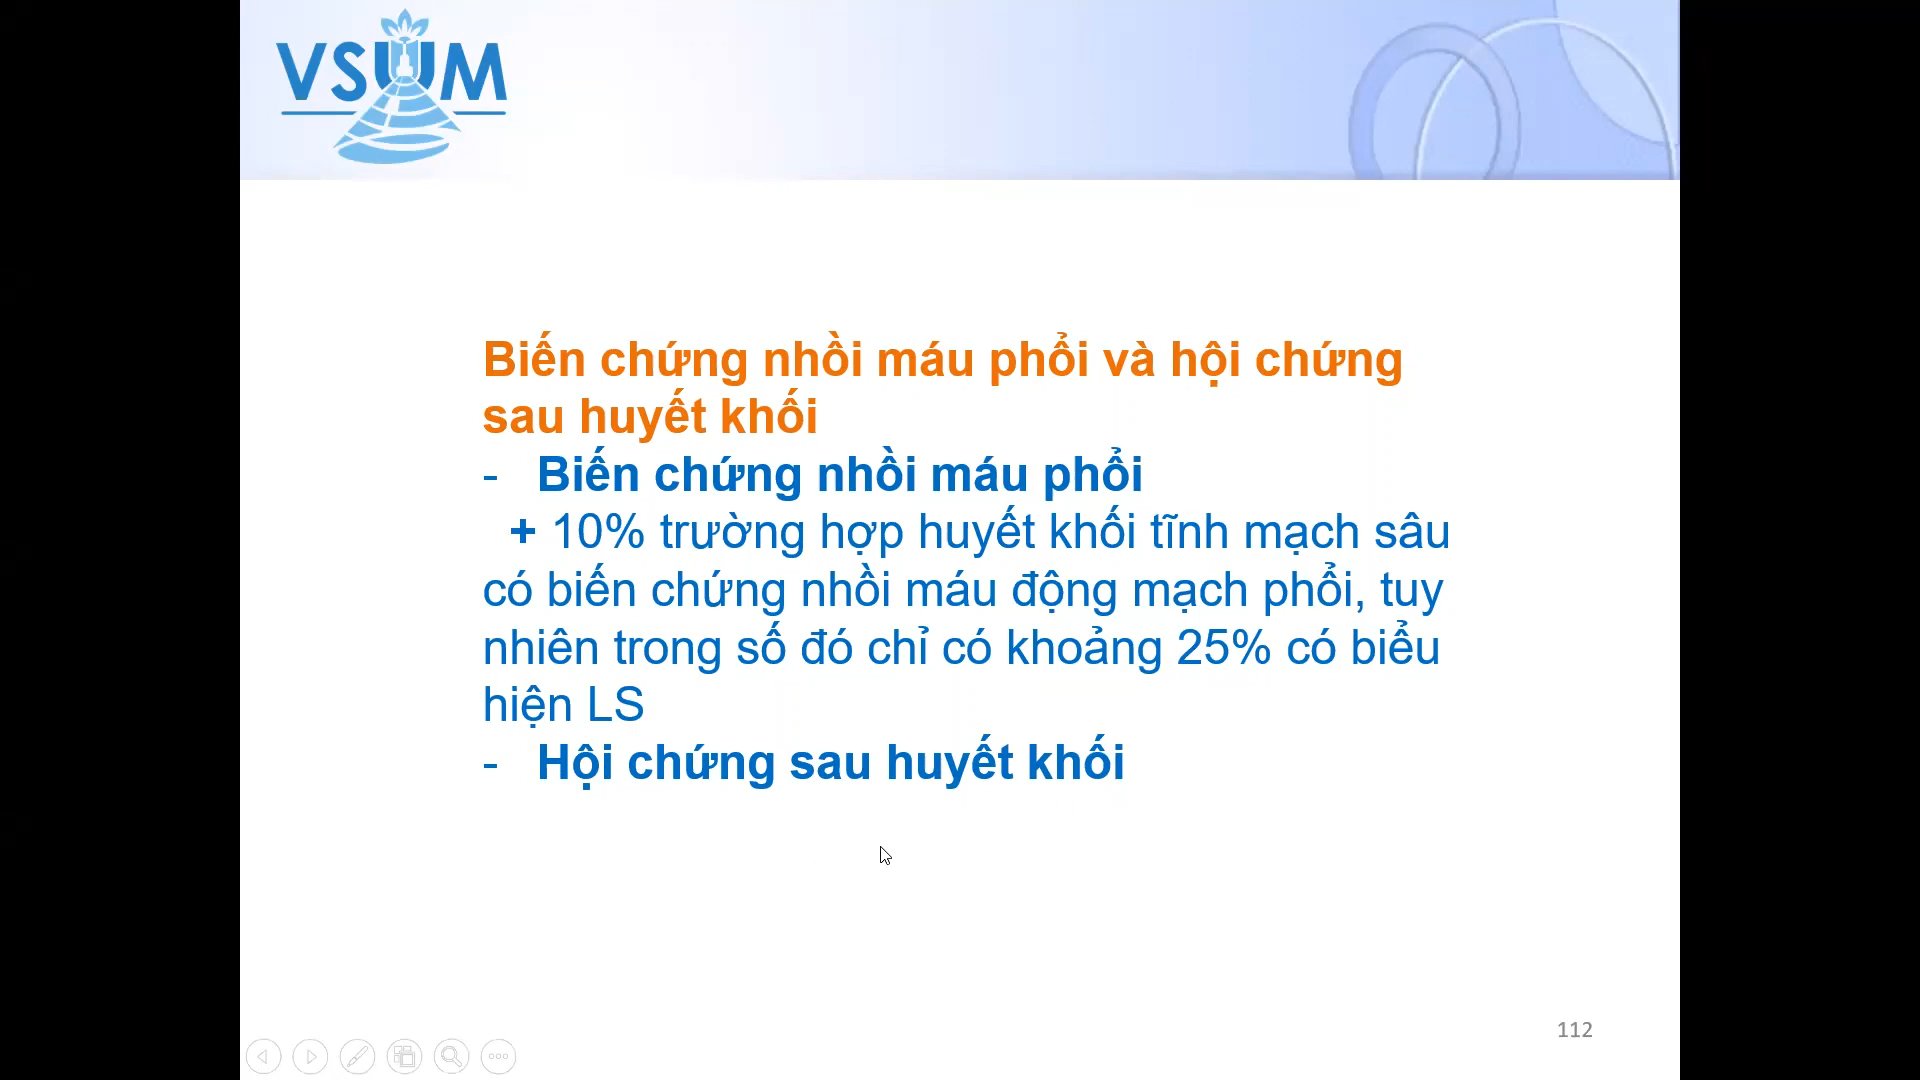 VSUM
Biến chứng nhồi máu phổi và hội chứng
sau huyết khối
- Biến chứng nhồi máu phổi
+ 10% trường hợp huyết khối tĩnh mạch sâu
có biến chứng nhồi máu động mạch phổi, tuy
nhiên trong số đó chỉ có khoảng 25% có biểu
hiện LS
- Hội chứng sau huyết khối
112